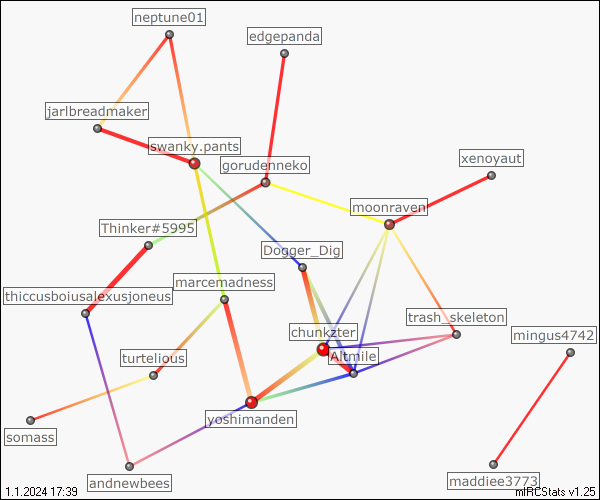 neptune01
edgepanda
jarlbreadmaker
swanky.pants
gorudenneko
xenoyaut
moonraven
Thinker#5995
Dogger_Dig
marcemadness
thiccusboiusalexusjoneus
trash_skeleton
chunkzter
mingus4742
Altmile
turtelious
yoshimanden
somass
andnewbees
maddiee3773
1.1.2024 17:39
mIRCStats v1.25